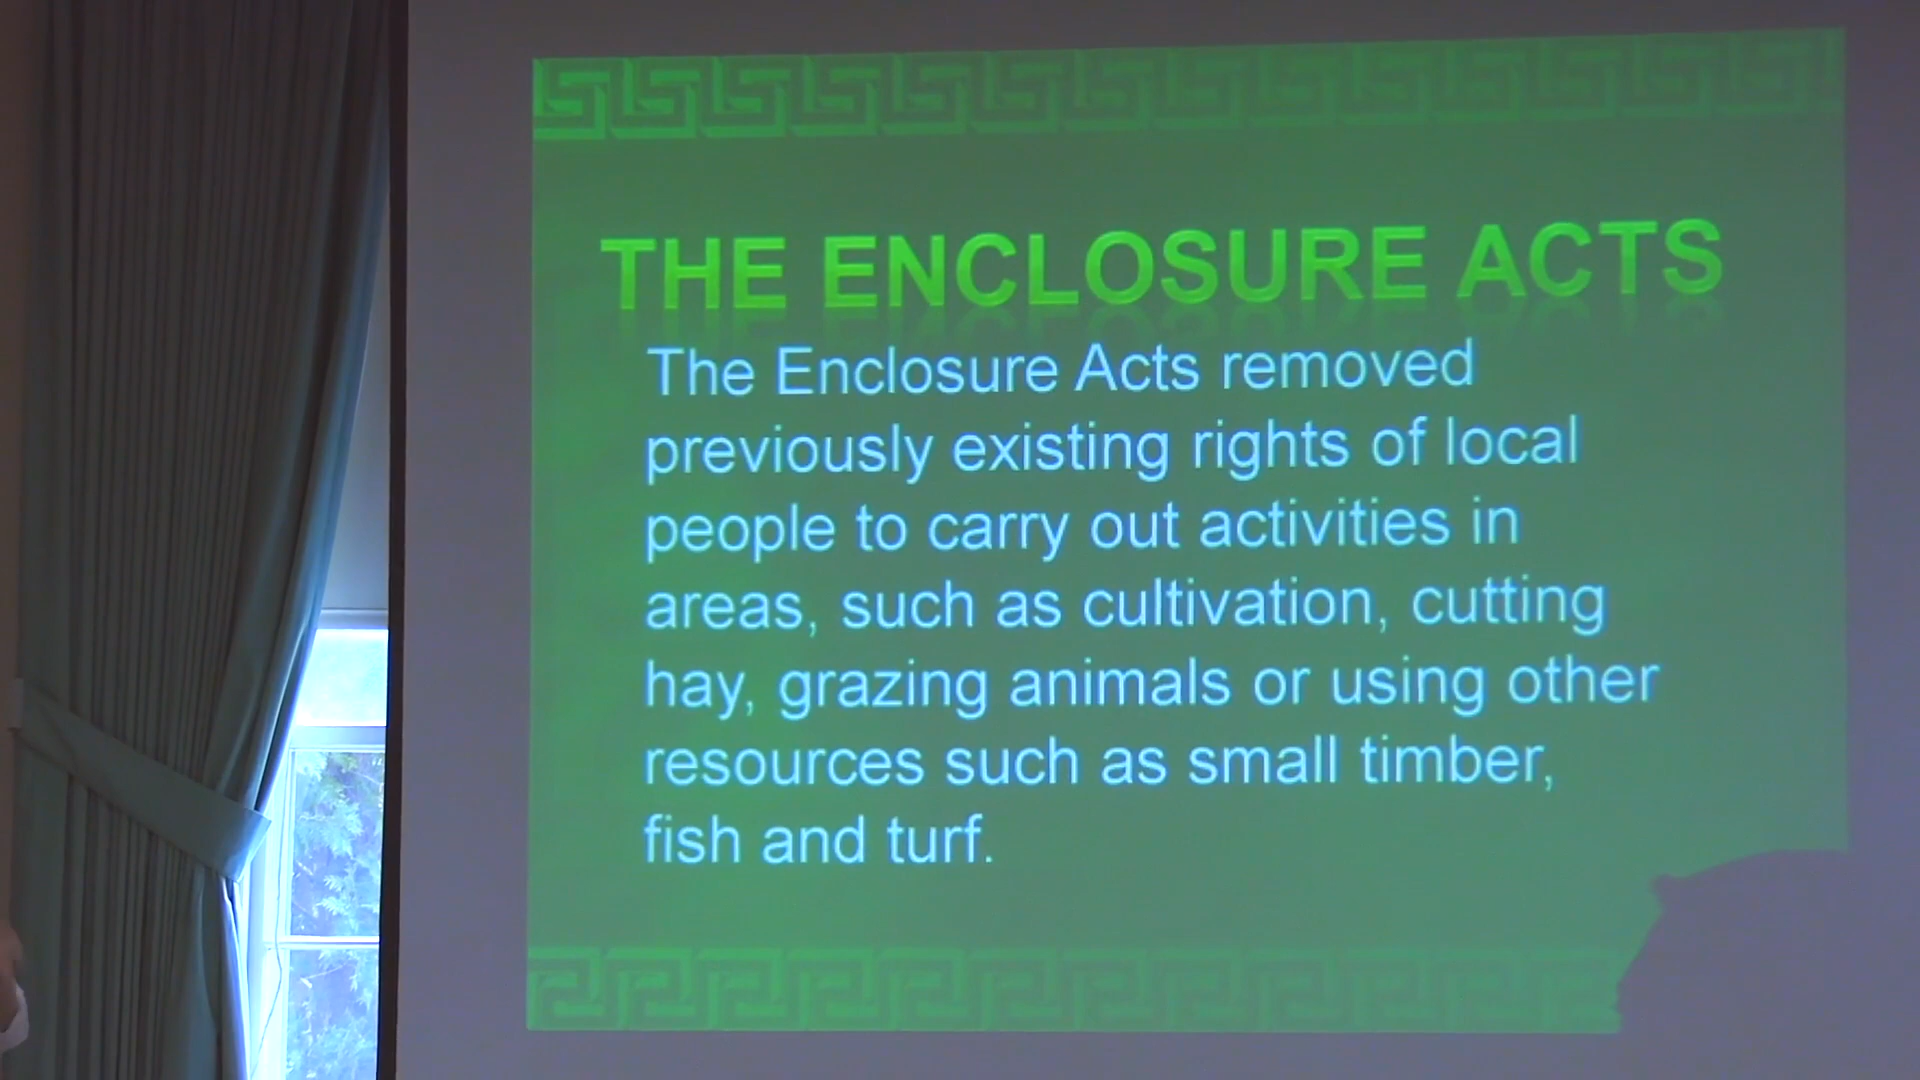 THE ENCLOSURE ACTS
The Enclosure Acts removed
previously existing rights of local
people to carry out activities in
areas, such as cultivation, cutting
hay, grazing animals or using other
resources such as small timber,
fish and turf.